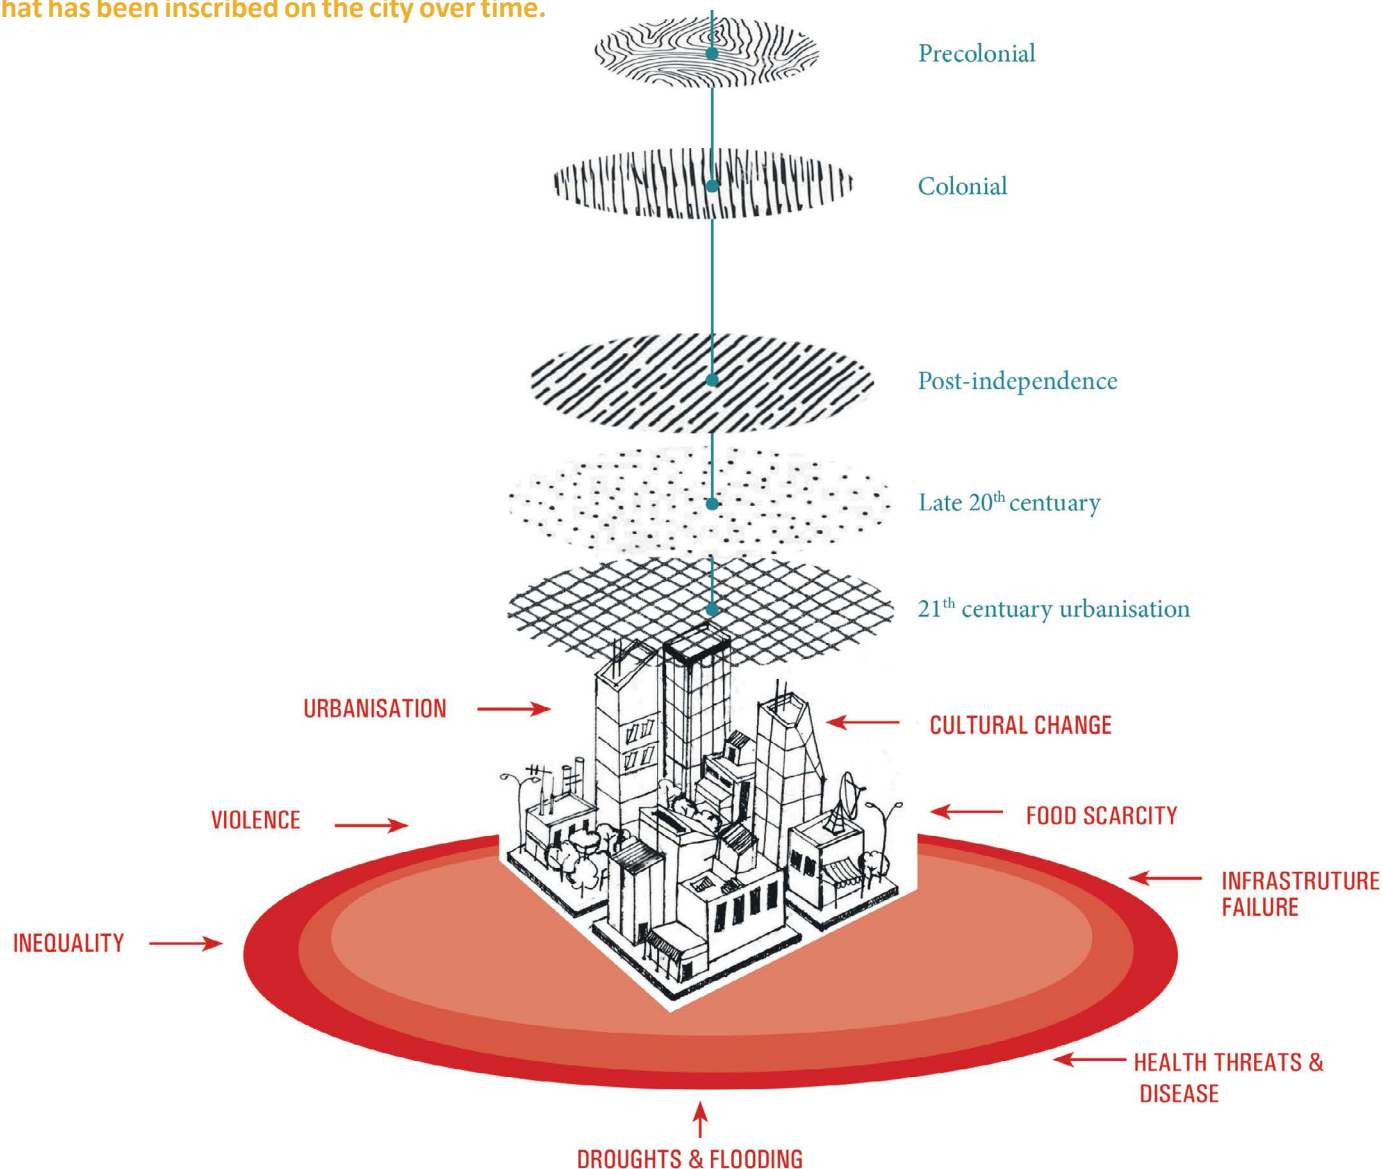 hat has been inscribed on the city over time.
Precolonial
Colonial
Post-independence
Late 20th centuary
21th centuary urbanisation
URBANISATION
CULTURAL CHANGE
VIOLENCE
FOOD SCARCITY
INFRASTRUTURE
FAILURE
INEQUALITY
HEALTH THREATS &
DISEASE
DROUGHTS & FLOODING